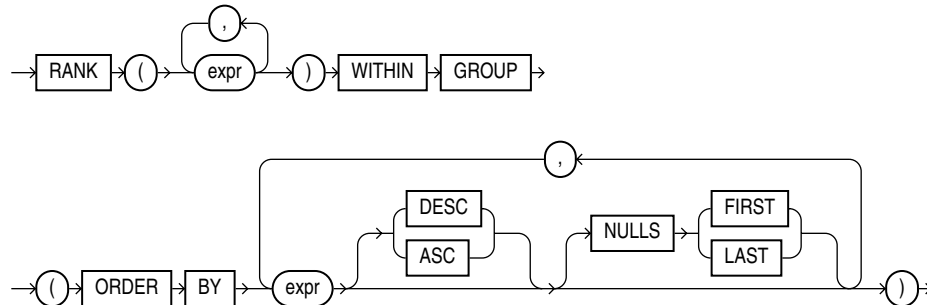 ,
RANK ( expr ) WITHIN GROUP
,
DESC FIRST
NULLS
ASC LAST
( ORDER BY expr )